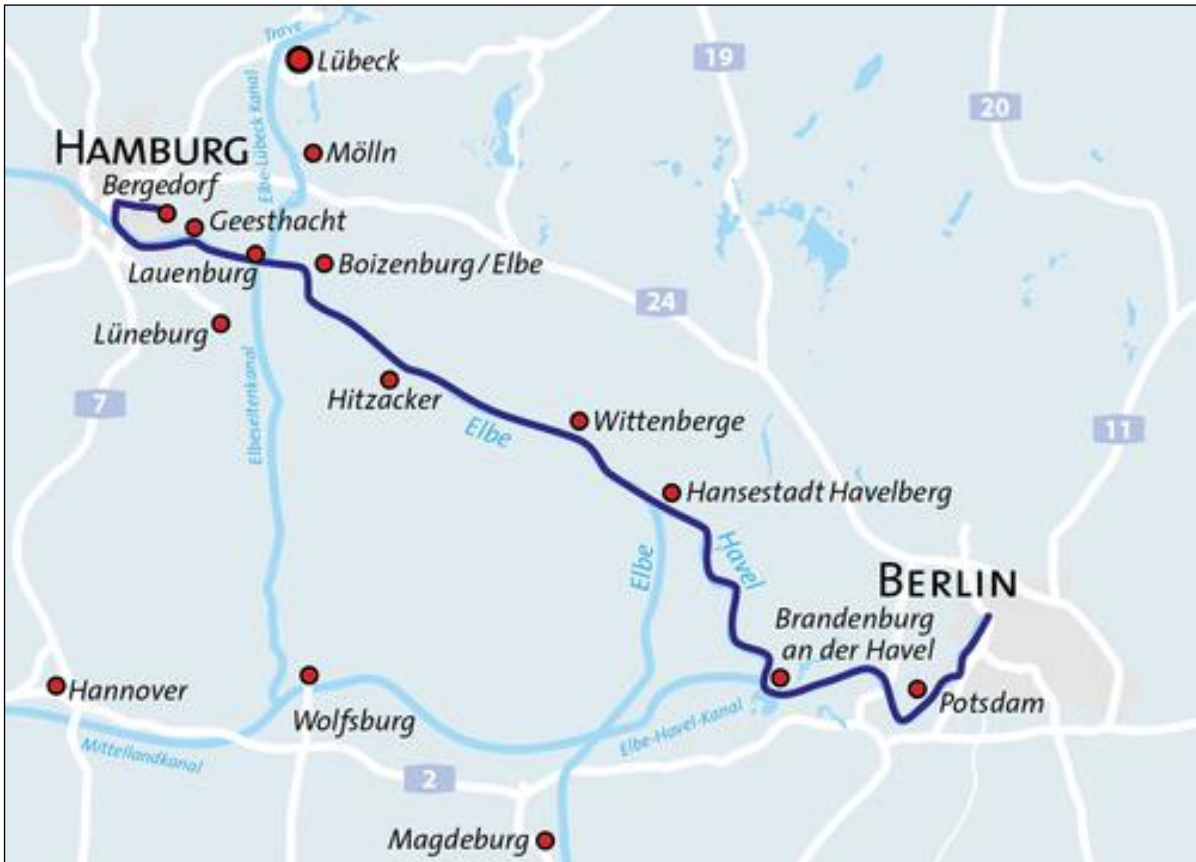 Trave
Lübeck
19
20
Elbe-Lübeck Kanal
HAMBURG
Mölln
Bergedorf
Geesthacht
Lauenburg
Boizenburg/Elbe
24
Lüneburg
7
Elbeseitenkanal
Hitzacker
Elbe
Wittenberge
11
Hansestadt Havelberg
Elbe
Havel
BERLIN
Brandenburg
an der Havel
Hannover
Wolfsburg
Potsdam
Mittellandkanal
Elbe-Havel-Kanal
2
Magdeburg